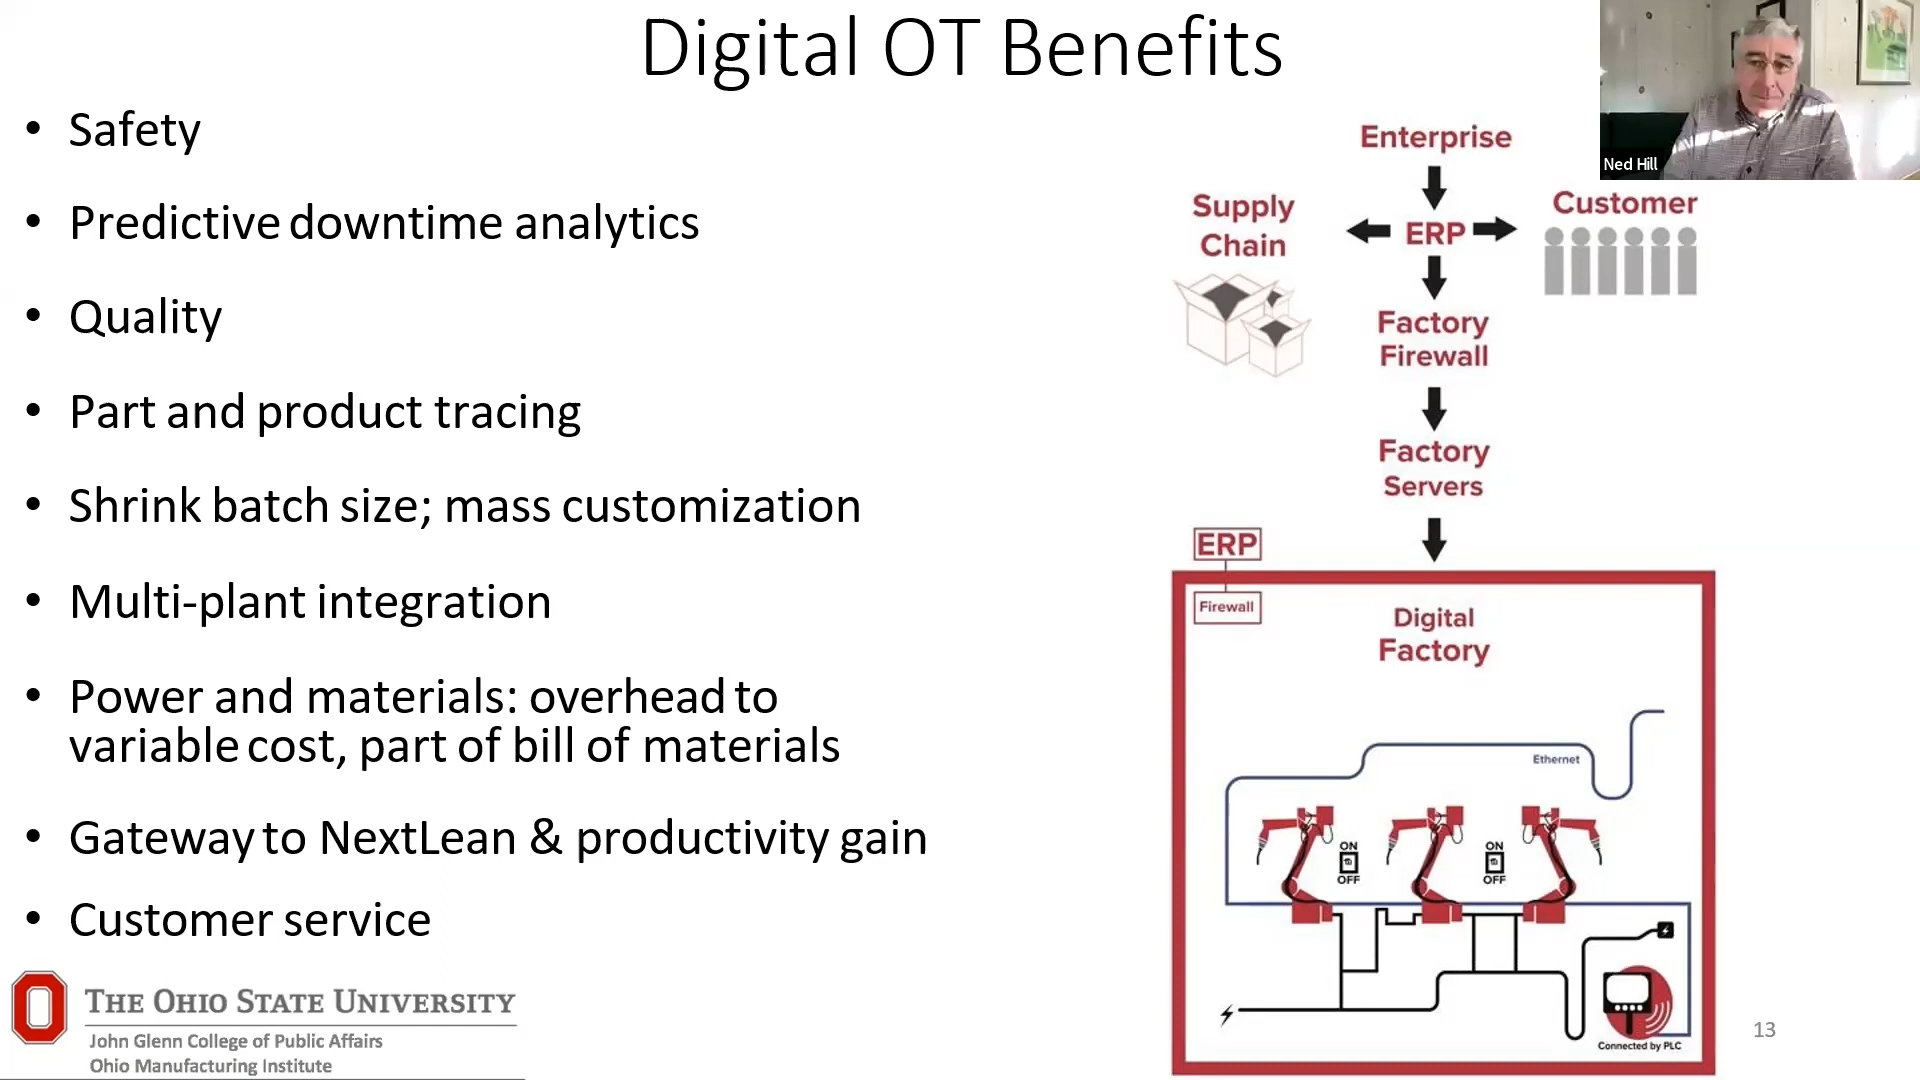 Digital OT Benefits
• Safety
• Predictive downtime analytics
• Quality
• Part and product tracing
• Shrink batch size; mass customization
• Multi-plant integration
• Power and materials: overhead to
variable cost, part of bill of materials
• Gateway to NextLean & productivity gain
• Customer service
THE OHIO STATE UNIVERSITY
John Glenn College of Public Affairs
Ohio Manufacturing Institute
Ned Hill
Enterprise
Supply
Chain
ERP
Customer
Factory
Firewall
Factory
Servers
ERP
Firewall
Digital
Factory
Ethernet
ON
OFF
ON
OFF
Connected by PLC
13